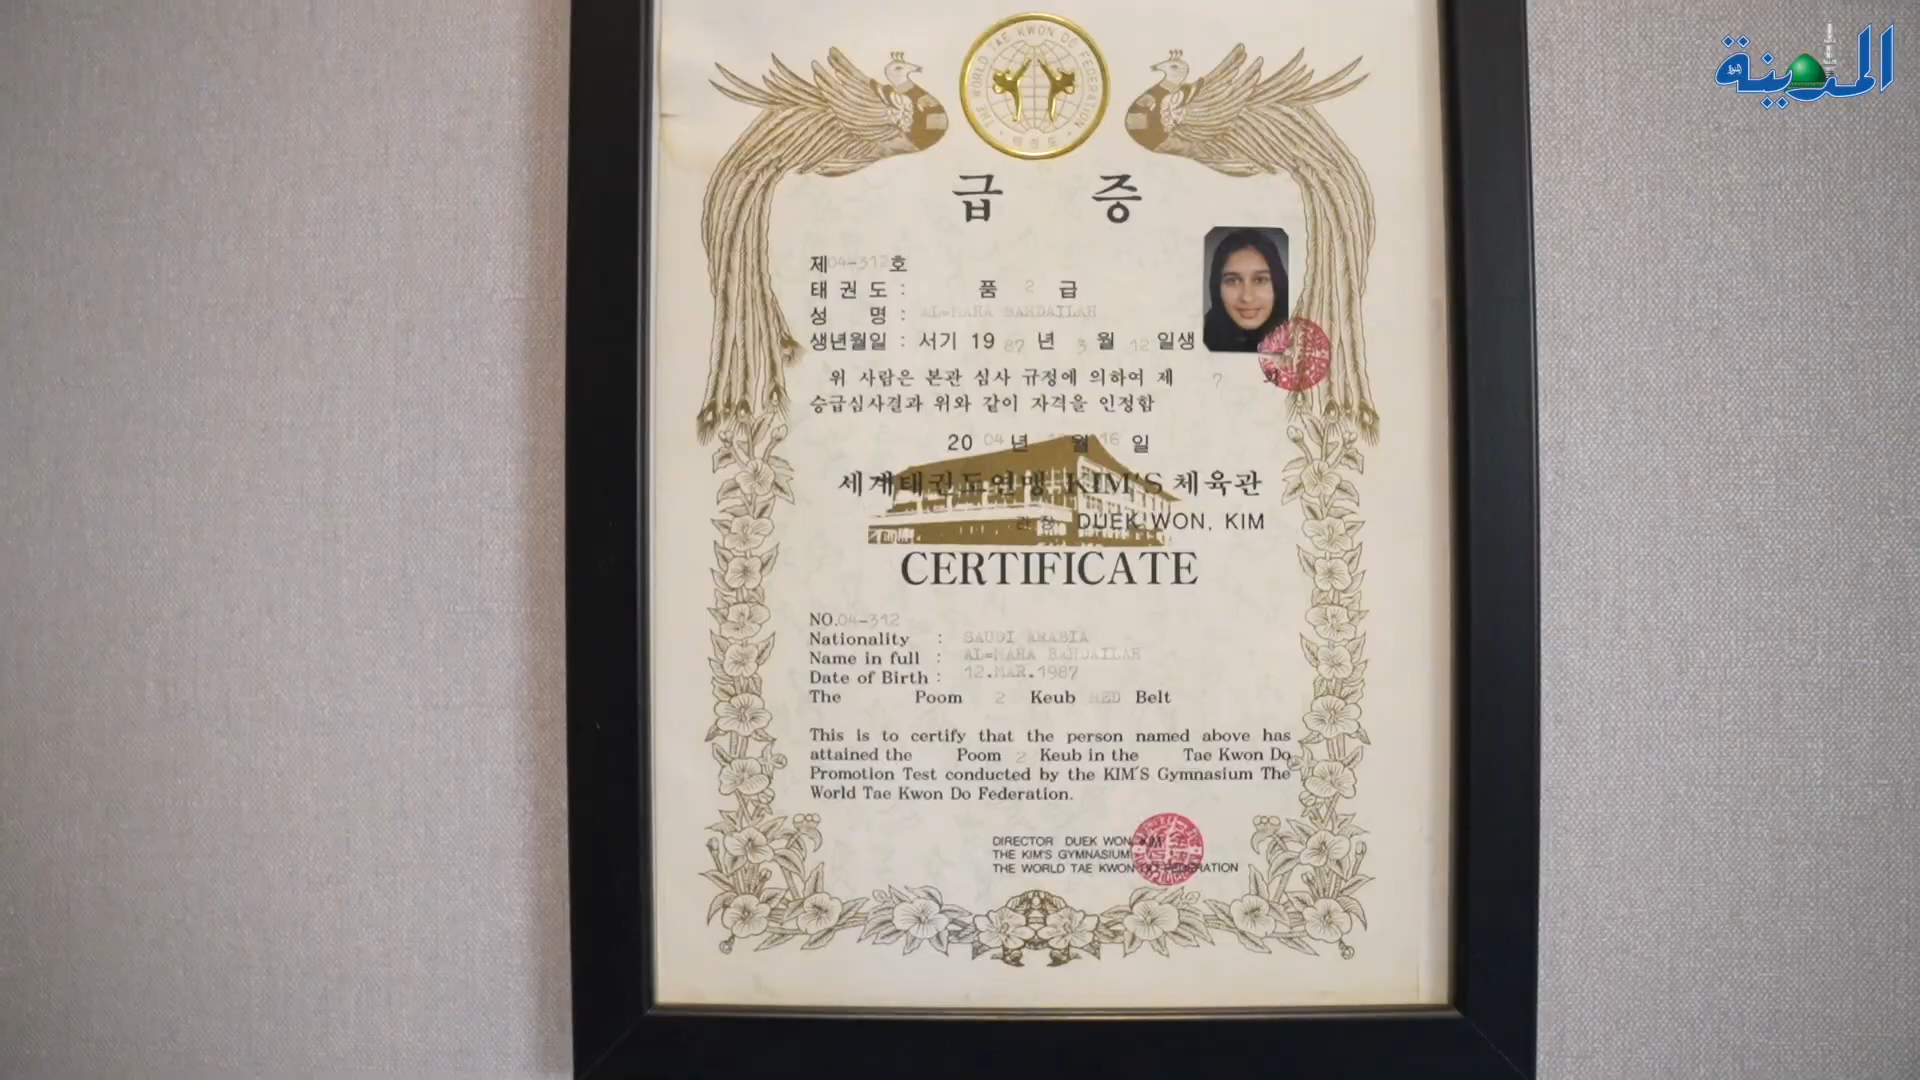 المدينة
THE WORLD TAE KWON DO FEDERATION
급 증
제 04-312 호
태 권 도 : 품 2 급
성 명 : AL-MAHA BAHDAILAH
생년월일 : 서기 19 87 년 3 월 12 일생
위 사람은 본관 심사 규정에 의하여 제 7 회
승급심사결과 위와 같이 자격을 인정함
20 04 년 월 16 일
세계태권도연맹 KIM'S 체육관
관 장 DUEK WON, KIM
CERTIFICATE
NO. 04-312
Nationality : SAUDI ARABIA
Name in full : AL-MAHA BAHDAILAH
Date of Birth : 12.MAR.1987
The Poom 2 Keub RED Belt
This is to certify that the person named above has
attained the Poom 2 Keub in the Tae Kwon Do
Promotion Test conducted by the KIM'S Gymnasium The
World Tae Kwon Do Federation.
DIRECTOR DUEK WON, KIM
THE KIM'S GYMNASIUM
THE WORLD TAE KWON DO FEDERATION